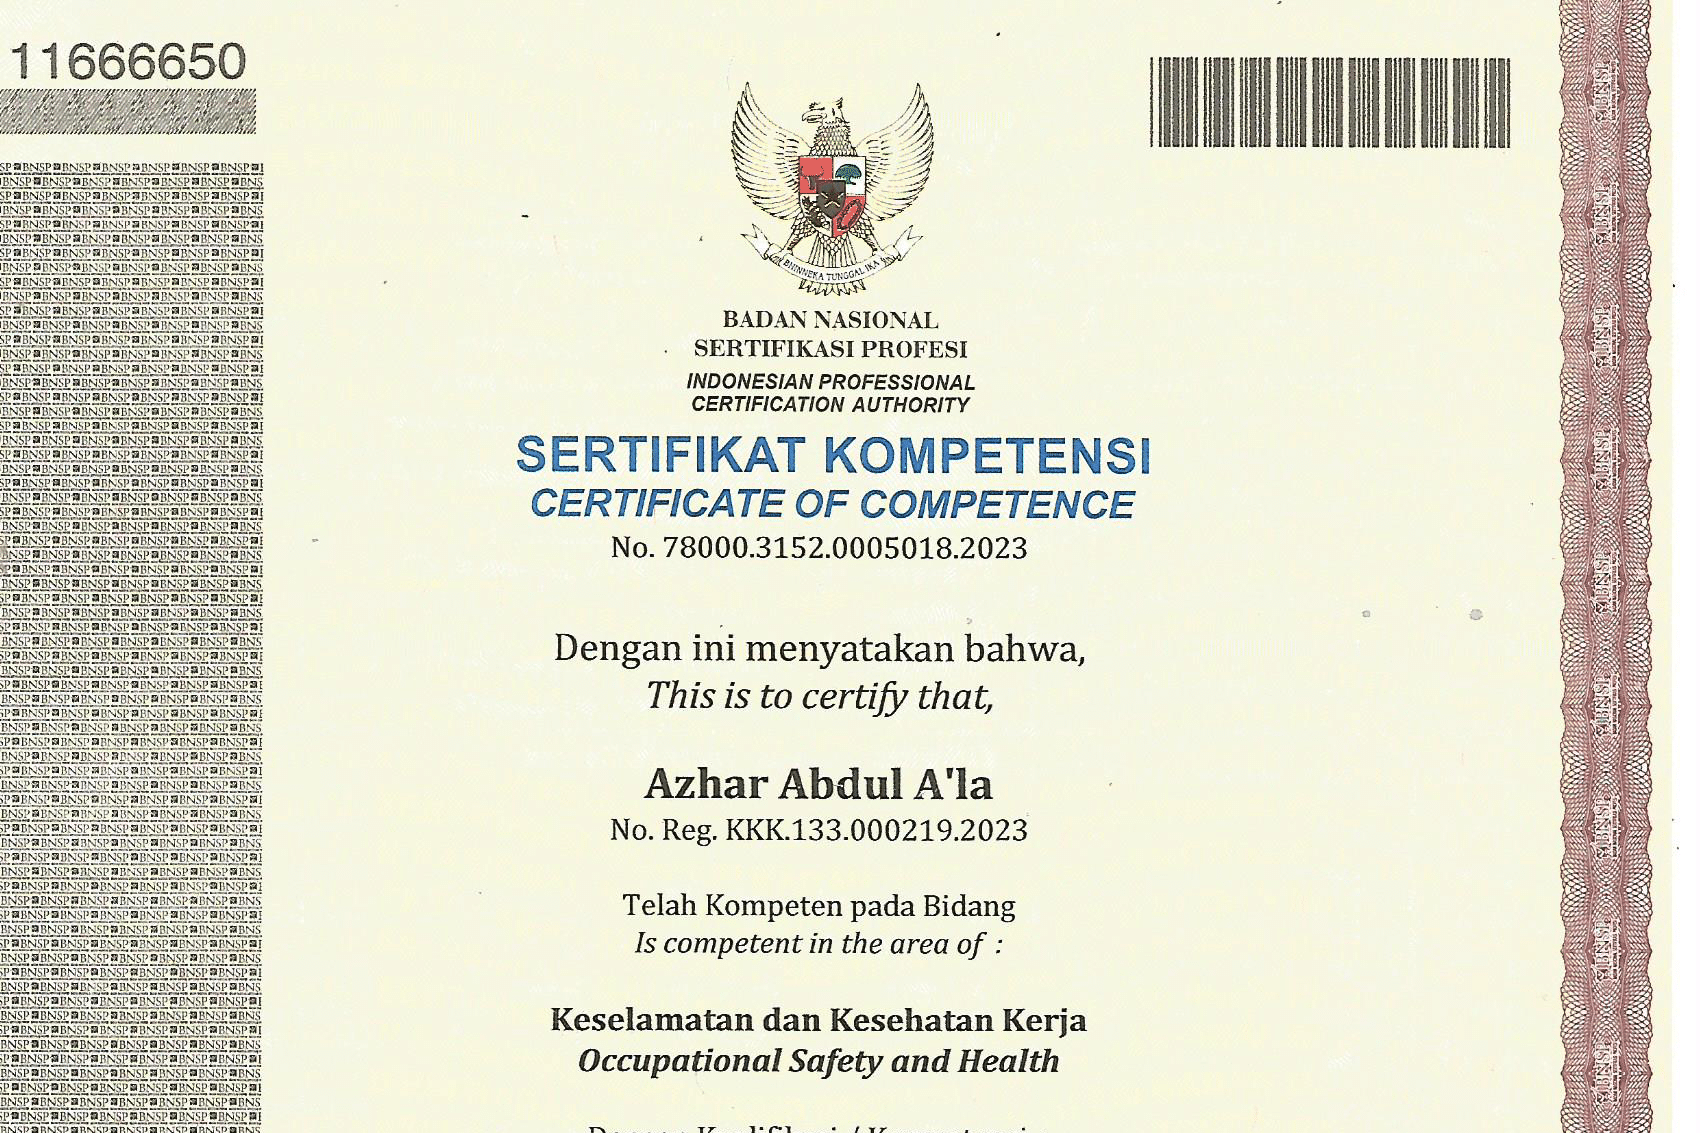 11666650
BHINNEKA TUNGGAL IKA
BADAN NASIONAL
SERTIFIKASI PROFESI
INDONESIAN PROFESSIONAL
CERTIFICATION AUTHORITY
SERTIFIKAT KOMPETENSI
CERTIFICATE OF COMPETENCE
No. 78000.3152.0005018.2023
Dengan ini menyatakan bahwa,
This is to certify that,
Azhar Abdul A'la
No. Reg. KKK.133.000219.2023
Telah Kompeten pada Bidang
Is competent in the area of :
Keselamatan dan Kesehatan Kerja
Occupational Safety and Health